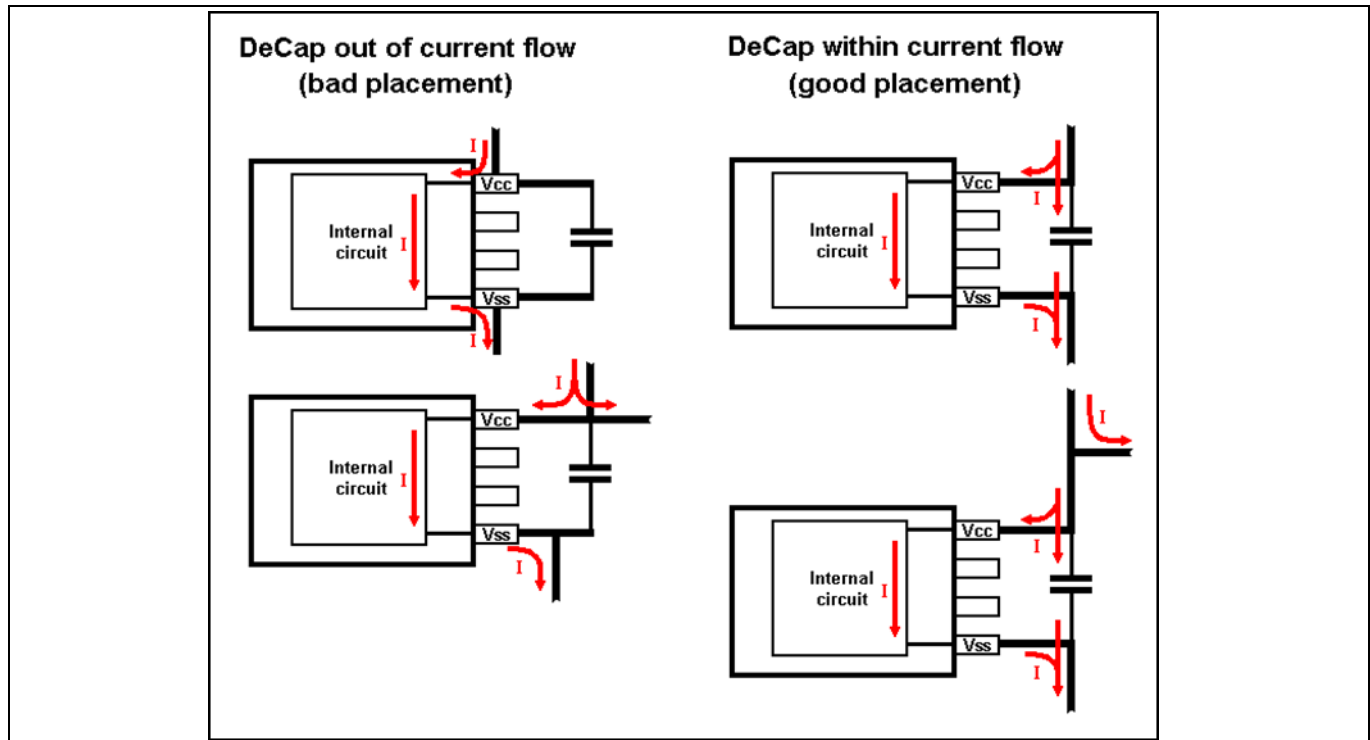 DeCap out of current flow
(bad placement)
I
Vcc
Internal
circuit
I
Vss
I
I
Vcc
Internal
circuit
I
Vss
I
DeCap within current flow
(good placement)
I
Vcc
I
Internal
circuit
I
Vss
I
I
I
Vcc
I
Internal
circuit
I
Vss
I